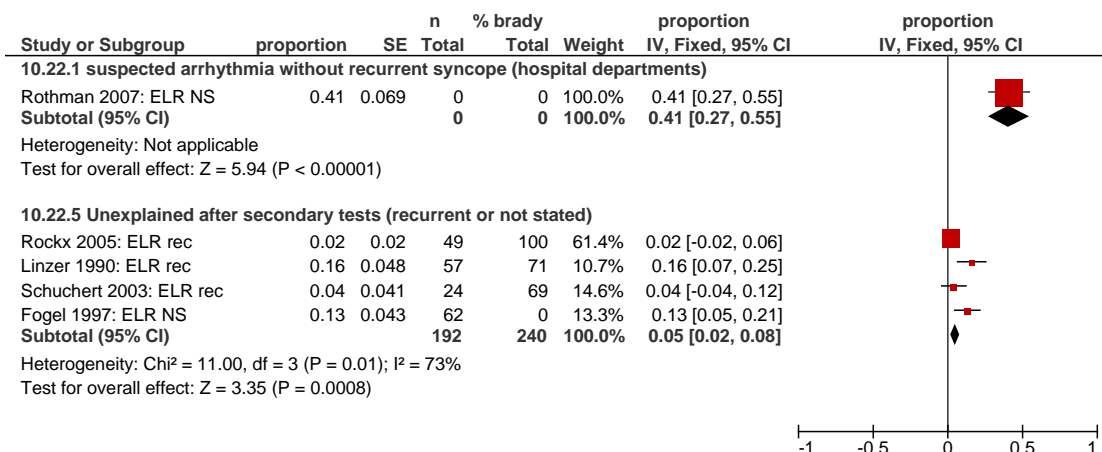 n % brady proportion proportion
Study or Subgroup proportion SE Total Total Weight IV, Fixed, 95% CI IV, Fixed, 95% CI
10.22.1 suspected arrhythmia without recurrent syncope (hospital departments)
Rothman 2007: ELR NS 0.41 0.069 0 0 100.0% 0.41 [0.27, 0.55]
Subtotal (95% CI) 0 0 100.0% 0.41 [0.27, 0.55]
Heterogeneity: Not applicable
Test for overall effect: Z = 5.94 (P < 0.00001)
10.22.5 Unexplained after secondary tests (recurrent or not stated)
Rockx 2005: ELR rec 0.02 0.02 49 100 61.4% 0.02 [-0.02, 0.06]
Linzer 1990: ELR rec 0.16 0.048 57 71 10.7% 0.16 [0.07, 0.25]
Schuchert 2003: ELR rec 0.04 0.041 24 69 14.6% 0.04 [-0.04, 0.12]
Fogel 1997: ELR NS 0.13 0.043 62 0 13.3% 0.13 [0.05, 0.21]
Subtotal (95% CI) 192 240 100.0% 0.05 [0.02, 0.08]
Heterogeneity: Chi² = 11.00, df = 3 (P = 0.01); I² = 73%
Test for overall effect: Z = 3.35 (P = 0.0008)
-1 -0.5 0 0.5 1